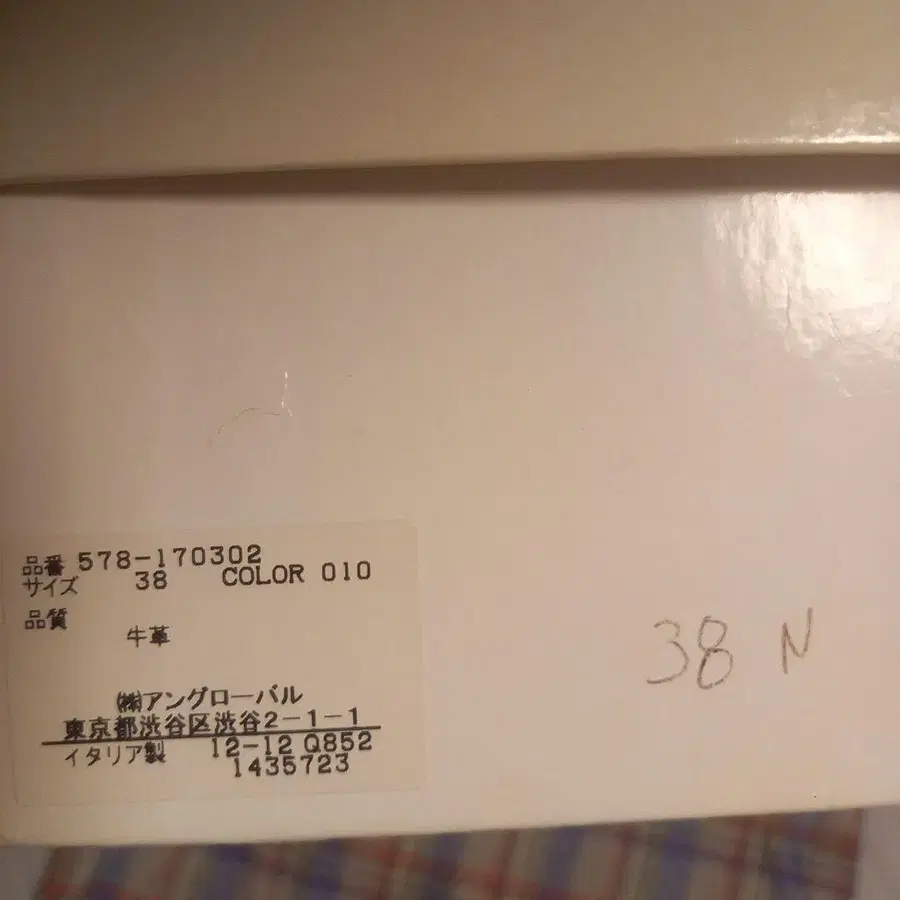 品番 578-170302
サイズ 38 COLOR 010
品質
牛革
㈱アングローバル
東京都渋谷区渋谷2-1-1
イタリア製 12-12 Q852
1435723
38 N